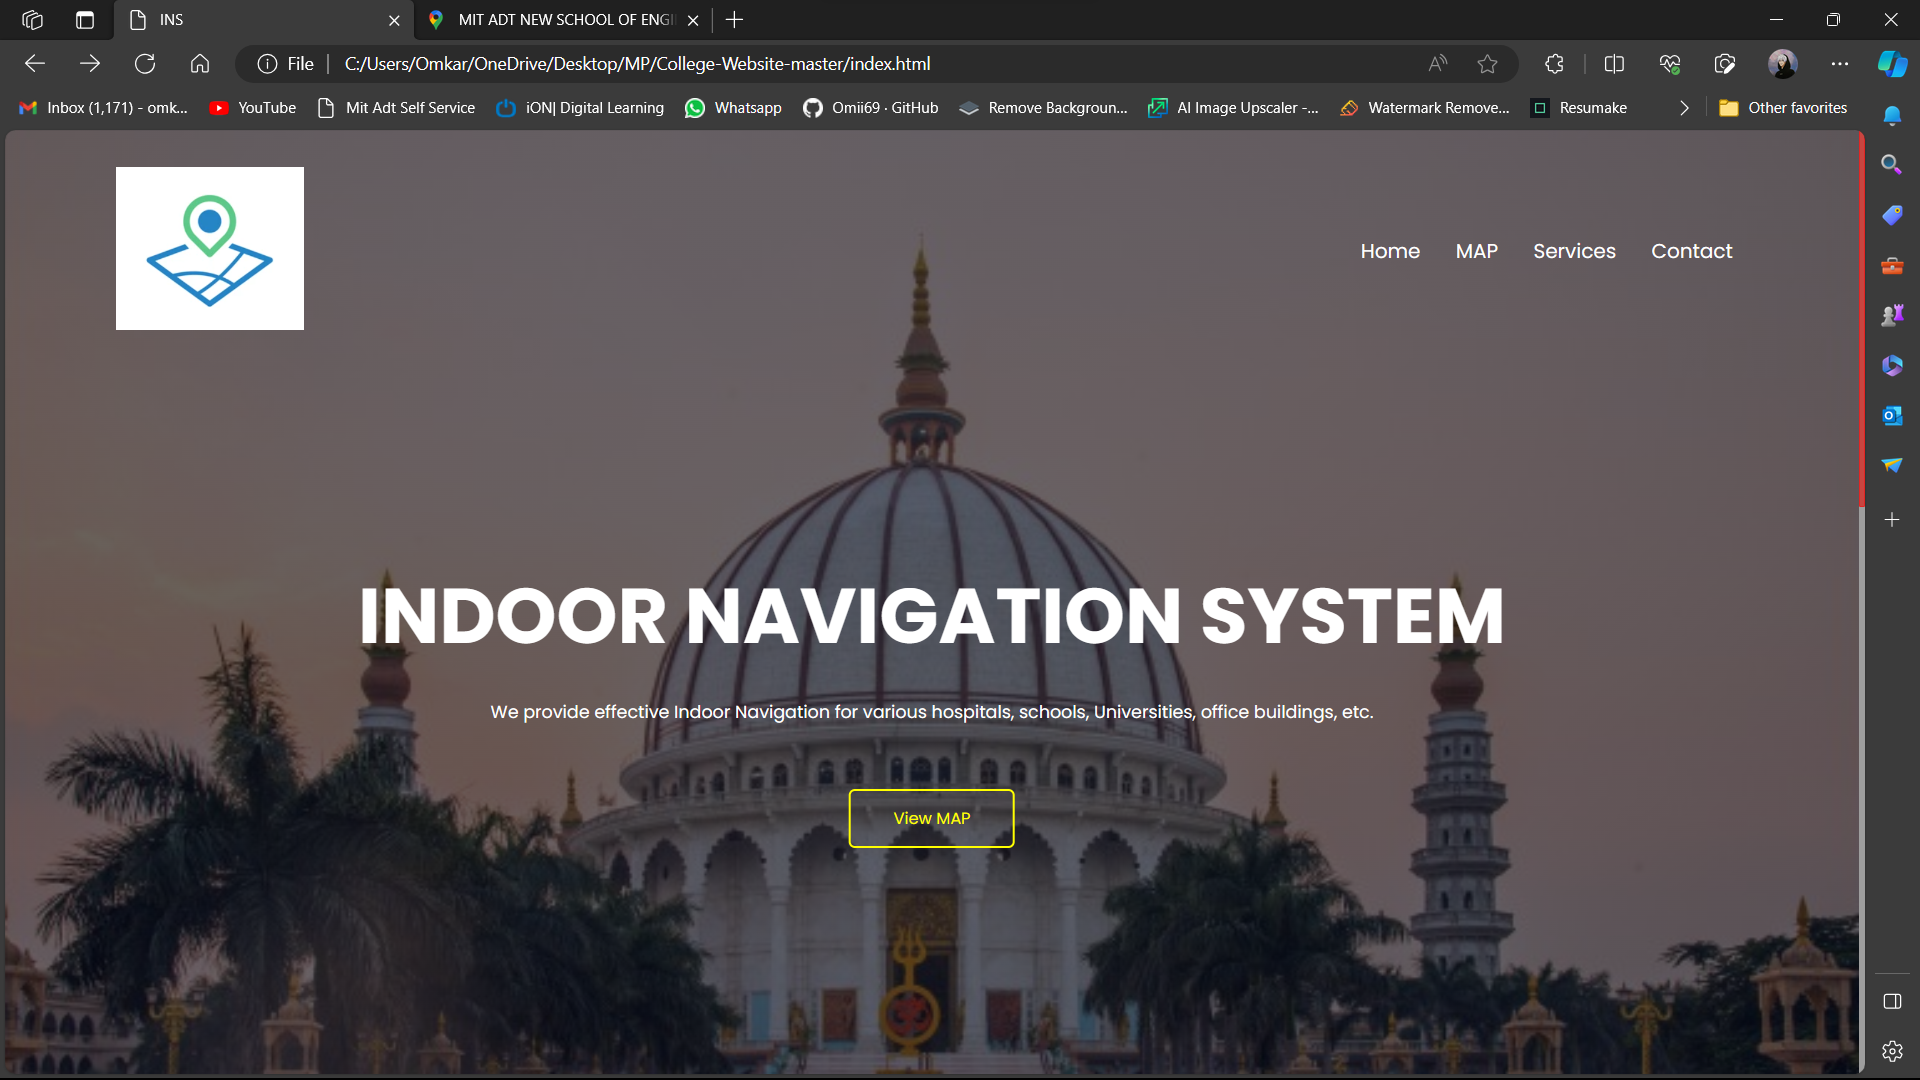 INS
MIT ADT NEW SCHOOL OF ENGI
File
C:/Users/Omkar/OneDrive/Desktop/MP/College-Website-master/index.html
Inbox (1,171) - omk...
YouTube
Mit Adt Self Service
iON| Digital Learning
Whatsapp
Omii69 · GitHub
Remove Backgroun...
AI Image Upscaler -...
Watermark Remove...
Resumake
Other favorites
Home
MAP
Services
Contact
INDOOR NAVIGATION SYSTEM
We provide effective Indoor Navigation for various hospitals, schools, Universities, office buildings, etc.
View MAP